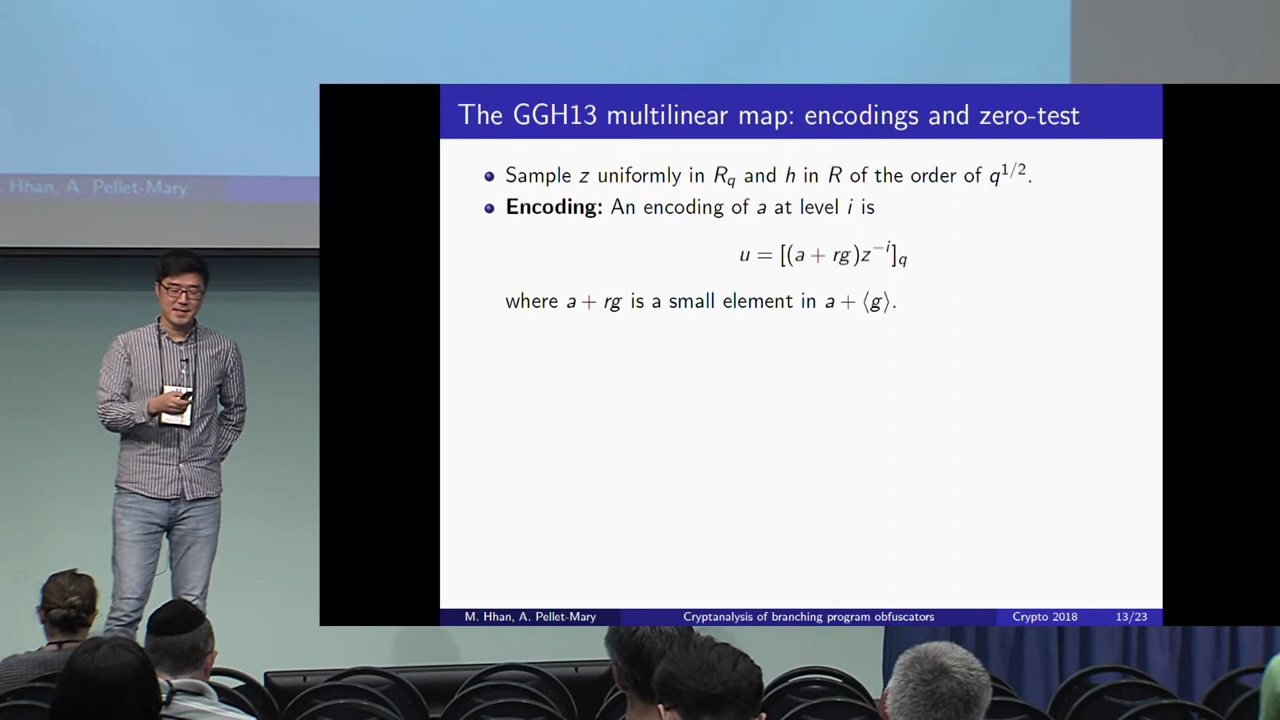 . Hhan, A. Pellet-Mary
The GGH13 multilinear map: encodings and zero-test
Sample z uniformly in R_q and h in R of the order of q^{1/2}.
Encoding: An encoding of a at level i is
u = [(a + rg)z^{-i}]_q
where a + rg is a small element in a + ⟨g⟩.
M. Hhan, A. Pellet-Mary Cryptanalysis of branching program obfuscators Crypto 2018 13/23